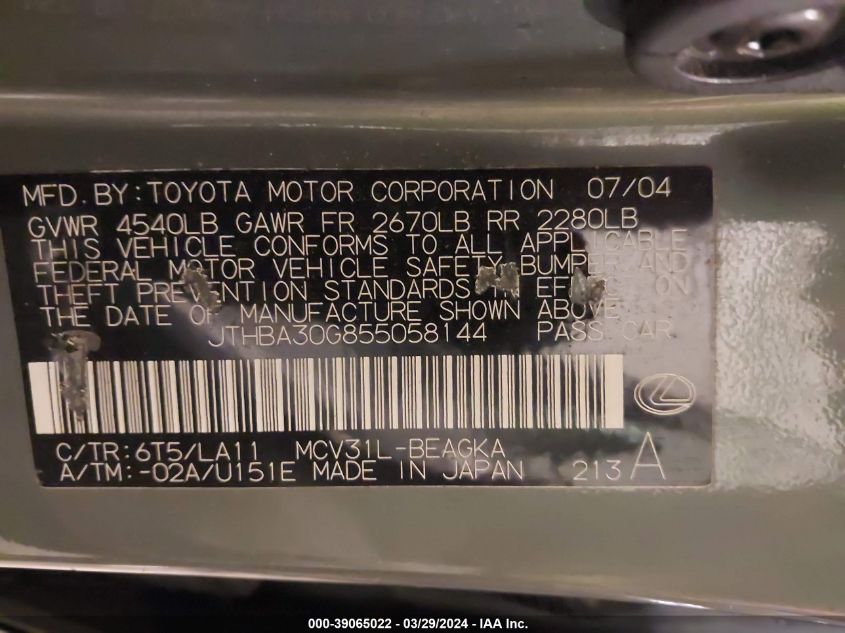 MFD. BY: TOYOTA MOTOR CORPORATION 07/04
GVWR 4540LB GAWR FR 2670LB RR 2280LB
THIS VEHICLE CONFORMS TO ALL APPLICABLE
FEDERAL MOTOR VEHICLE SAFETY, BUMPER AND
THEFT PREVENTION STANDARDS IN EFFECT ON
THE DATE OF MANUFACTURE SHOWN ABOVE.
JTHBA30G855058144 PASS CAR
C/TR: 6T5/LA11 MCV31L-BEAGKA
A/TM: -02A/U151E MADE IN JAPAN 213 A
000-39065022 - 03/29/2024 - IAA Inc.